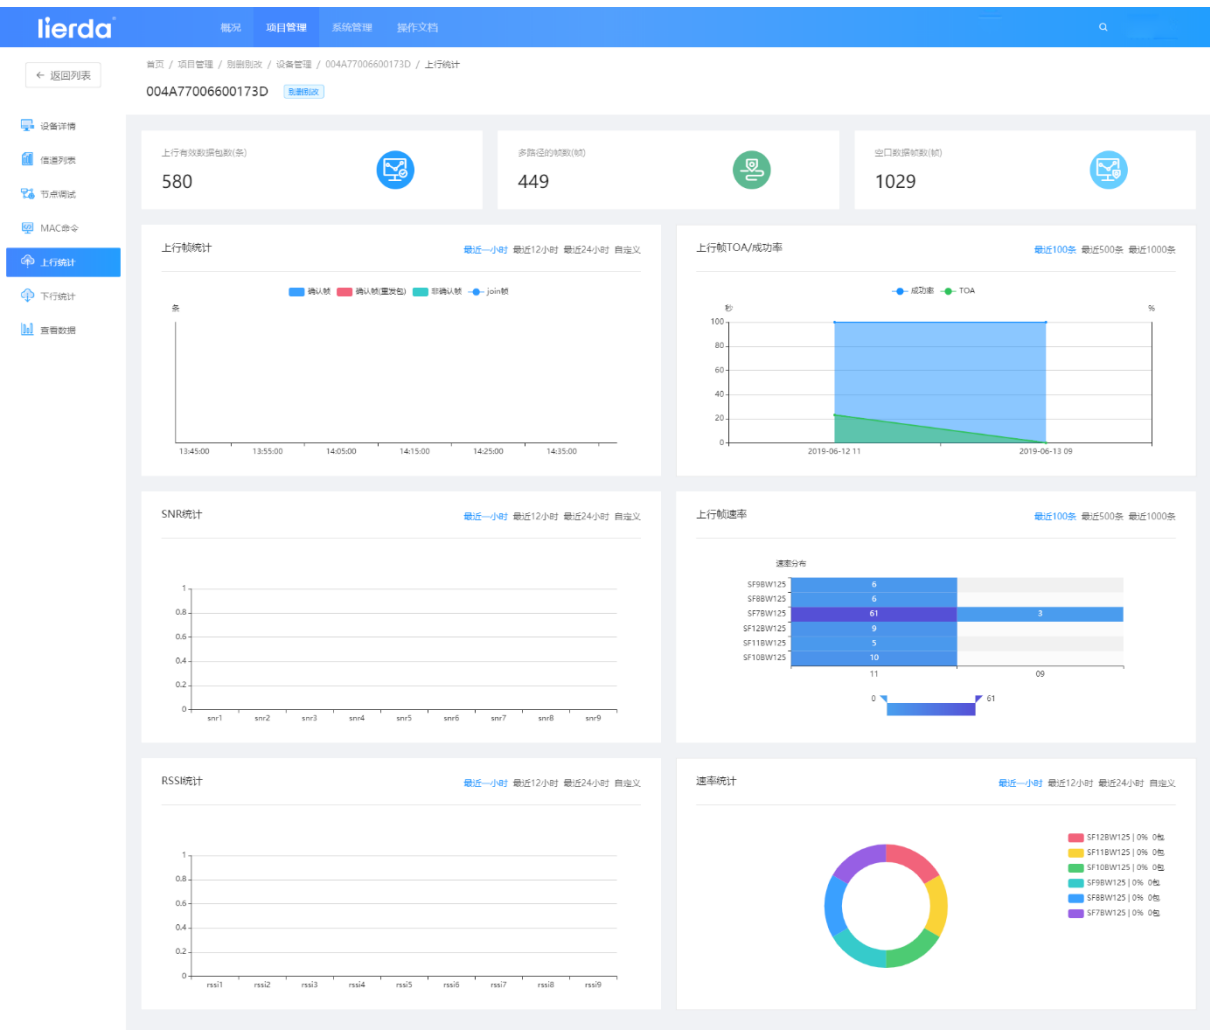 lierda
概况 项目管理 系统管理 操作文档
← 返回列表
首页 / 项目管理 / 别删别改 / 设备管理 / 004A77006600173D / 上行统计
004A77006600173D 别删别改
设备详情
信道列表
节点调试
MAC命令
上行统计
下行统计
查看数据
上行有效数据包数(条)
580
多路径的帧数(帧)
449
空口数据帧数(帧)
1029
上行帧统计
最近一小时 最近12小时 最近24小时 自定义
确认帧 确认帧(重发包) 非确认帧 join帧
条
13:45:00 13:55:00 14:05:00 14:15:00 14:25:00 14:35:00
上行帧TOA/成功率
最近100条 最近500条 最近1000条
成功率 TOA
秒 %
100
80
60
40
20
0
2019-06-12 11 2019-06-13 09
SNR统计
最近一小时 最近12小时 最近24小时 自定义
1
0.8
0.6
0.4
0.2
0
snr1 snr2 snr3 snr4 snr5 snr6 snr7 snr8 snr9
上行帧速率
最近100条 最近500条 最近1000条
速率分布
SF9BW125 6
SF8BW125 6
SF7BW125 61 3
SF12BW125 9
SF11BW125 5
SF10BW125 10
11 09
0 61
RSSI统计
最近一小时 最近12小时 最近24小时 自定义
1
0.8
0.6
0.4
0.2
0
rssi1 rssi2 rssi3 rssi4 rssi5 rssi6 rssi7 rssi8 rssi9
速率统计
最近一小时 最近12小时 最近24小时 自定义
SF12BW125 | 0% 0包
SF11BW125 | 0% 0包
SF10BW125 | 0% 0包
SF9BW125 | 0% 0包
SF8BW125 | 0% 0包
SF7BW125 | 0% 0包